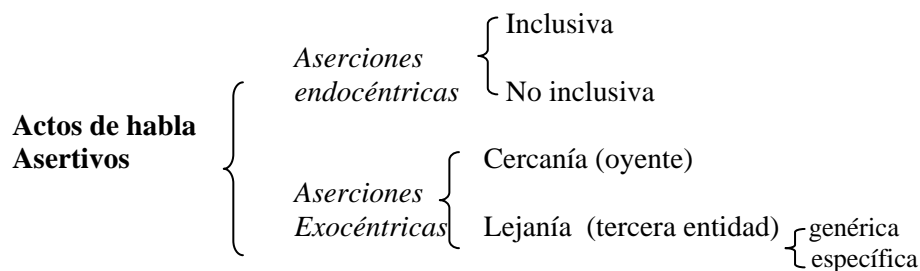 Inclusiva
Aserciones
endocéntricas
No inclusiva
Actos de habla
Asertivos
Cercanía (oyente)
Aserciones
Exocéntricas
Lejanía (tercera entidad)
genérica
específica